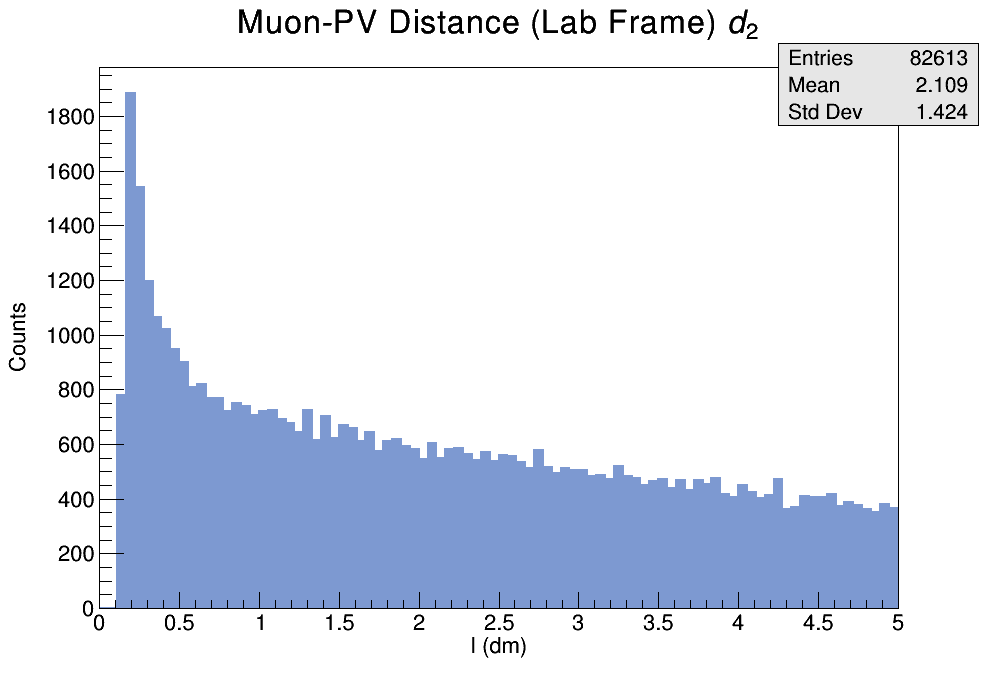 Muon-PV Distance (Lab Frame) d₂
Entries 82613
Mean 2.109
Std Dev 1.424
Counts
1800
1600
1400
1200
1000
800
600
400
200
0
0 0.5 1 1.5 2 2.5 3 3.5 4 4.5 5
l (dm)